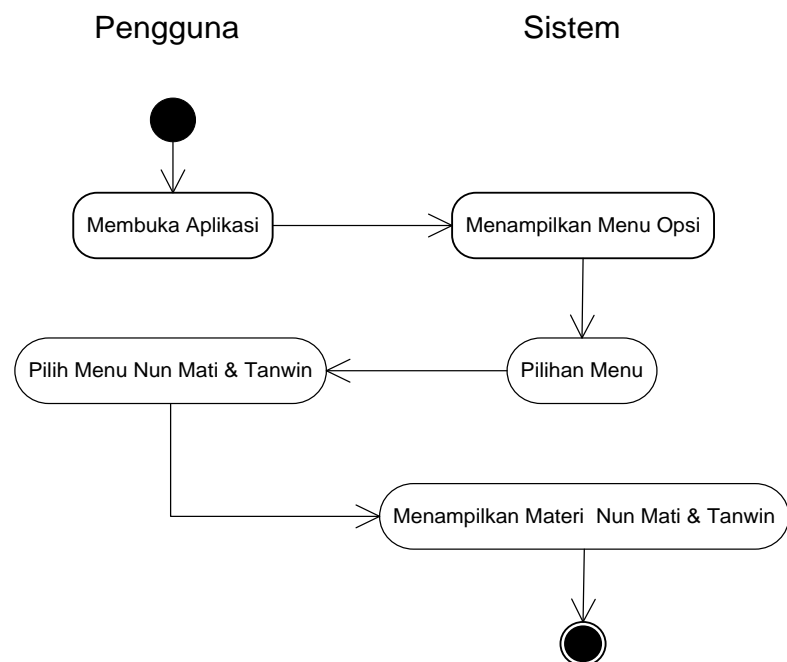 Pengguna
Sistem
Membuka Aplikasi
Menampilkan Menu Opsi
Pilih Menu Nun Mati & Tanwin
Pilihan Menu
Menampilkan Materi  Nun Mati & Tanwin